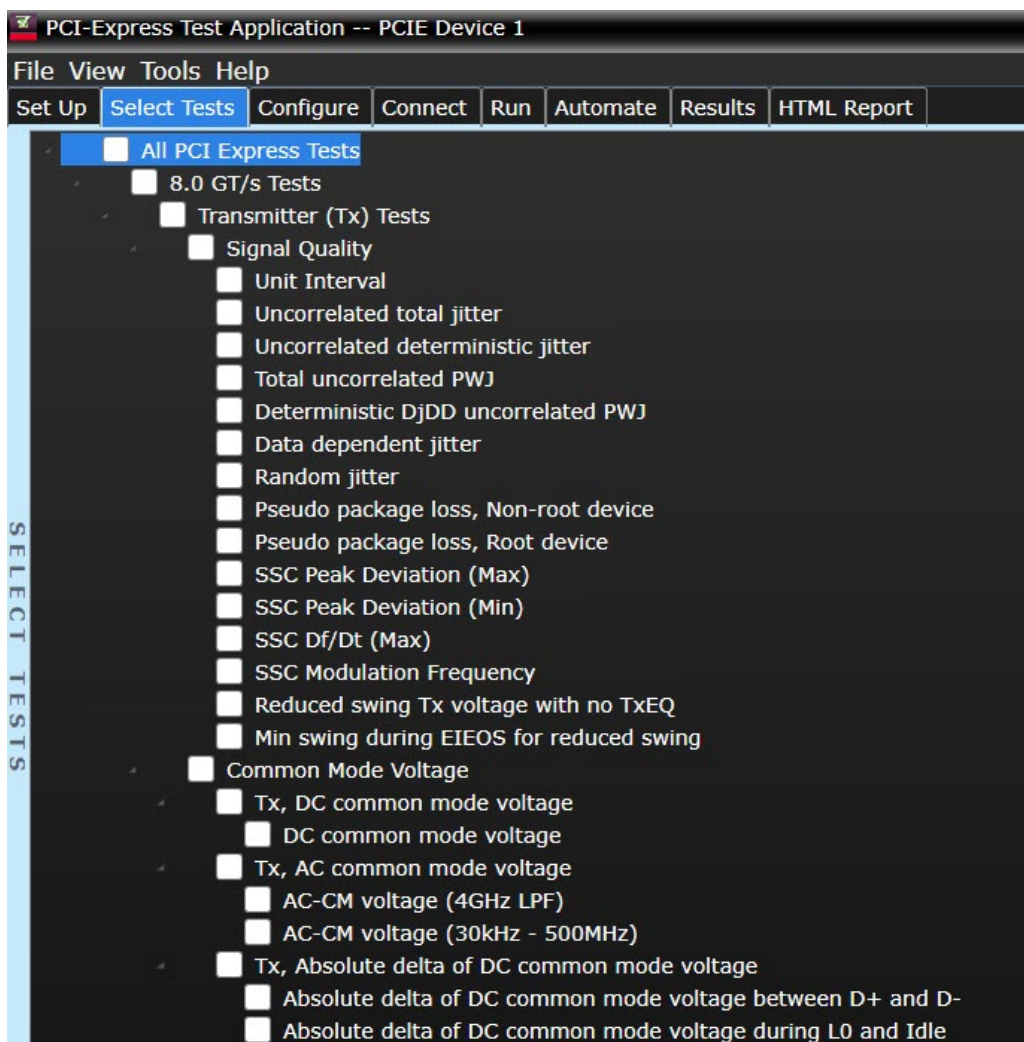 PCI-Express Test Application -- PCIE Device 1
File View Tools Help
Set Up Select Tests Configure Connect Run Automate Results HTML Report
All PCI Express Tests
8.0 GT/s Tests
Transmitter (Tx) Tests
Signal Quality
Unit Interval
Uncorrelated total jitter
Uncorrelated deterministic jitter
Total uncorrelated PWJ
Deterministic DjDD uncorrelated PWJ
Data dependent jitter
Random jitter
Pseudo package loss, Non-root device
Pseudo package loss, Root device
SSC Peak Deviation (Max)
SSC Peak Deviation (Min)
SSC Df/Dt (Max)
SSC Modulation Frequency
Reduced swing Tx voltage with no TxEQ
Min swing during EIEOS for reduced swing
Common Mode Voltage
Tx, DC common mode voltage
DC common mode voltage
Tx, AC common mode voltage
AC-CM voltage (4GHz LPF)
AC-CM voltage (30kHz - 500MHz)
Tx, Absolute delta of DC common mode voltage
Absolute delta of DC common mode voltage between D+ and D-
Absolute delta of DC common mode voltage during L0 and Idle
SELECT TESTS